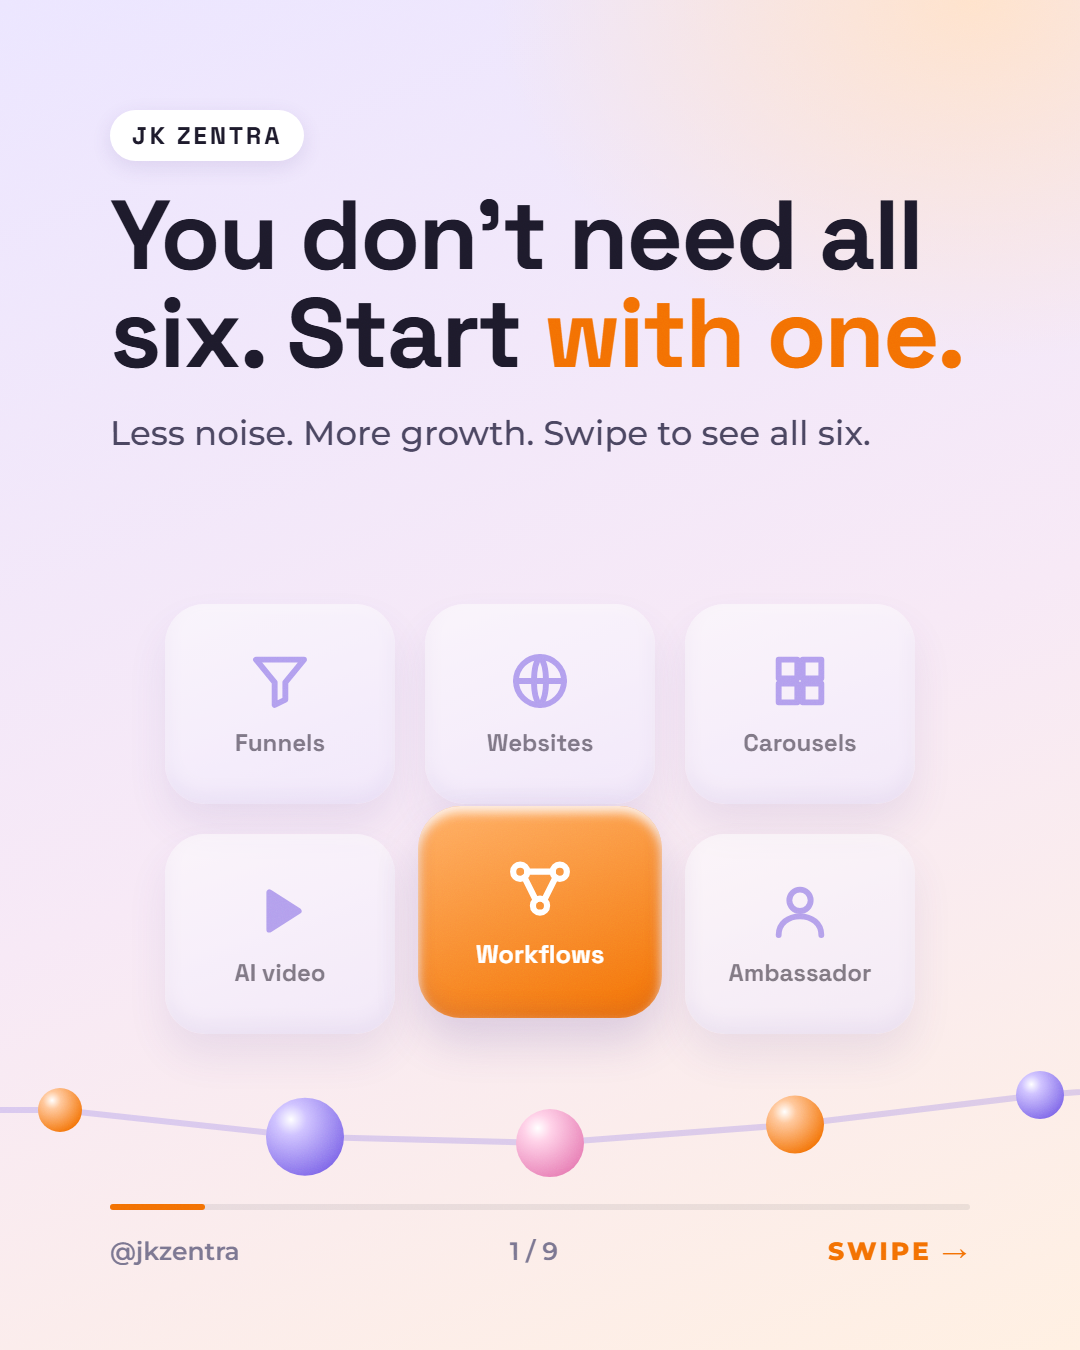 JK ZENTRA
You don’t need all
six. Start with one.
Less noise. More growth. Swipe to see all six.
Funnels
Websites
Carousels
AI video
Workflows
Ambassador
@jkzentra
1 / 9
SWIPE →